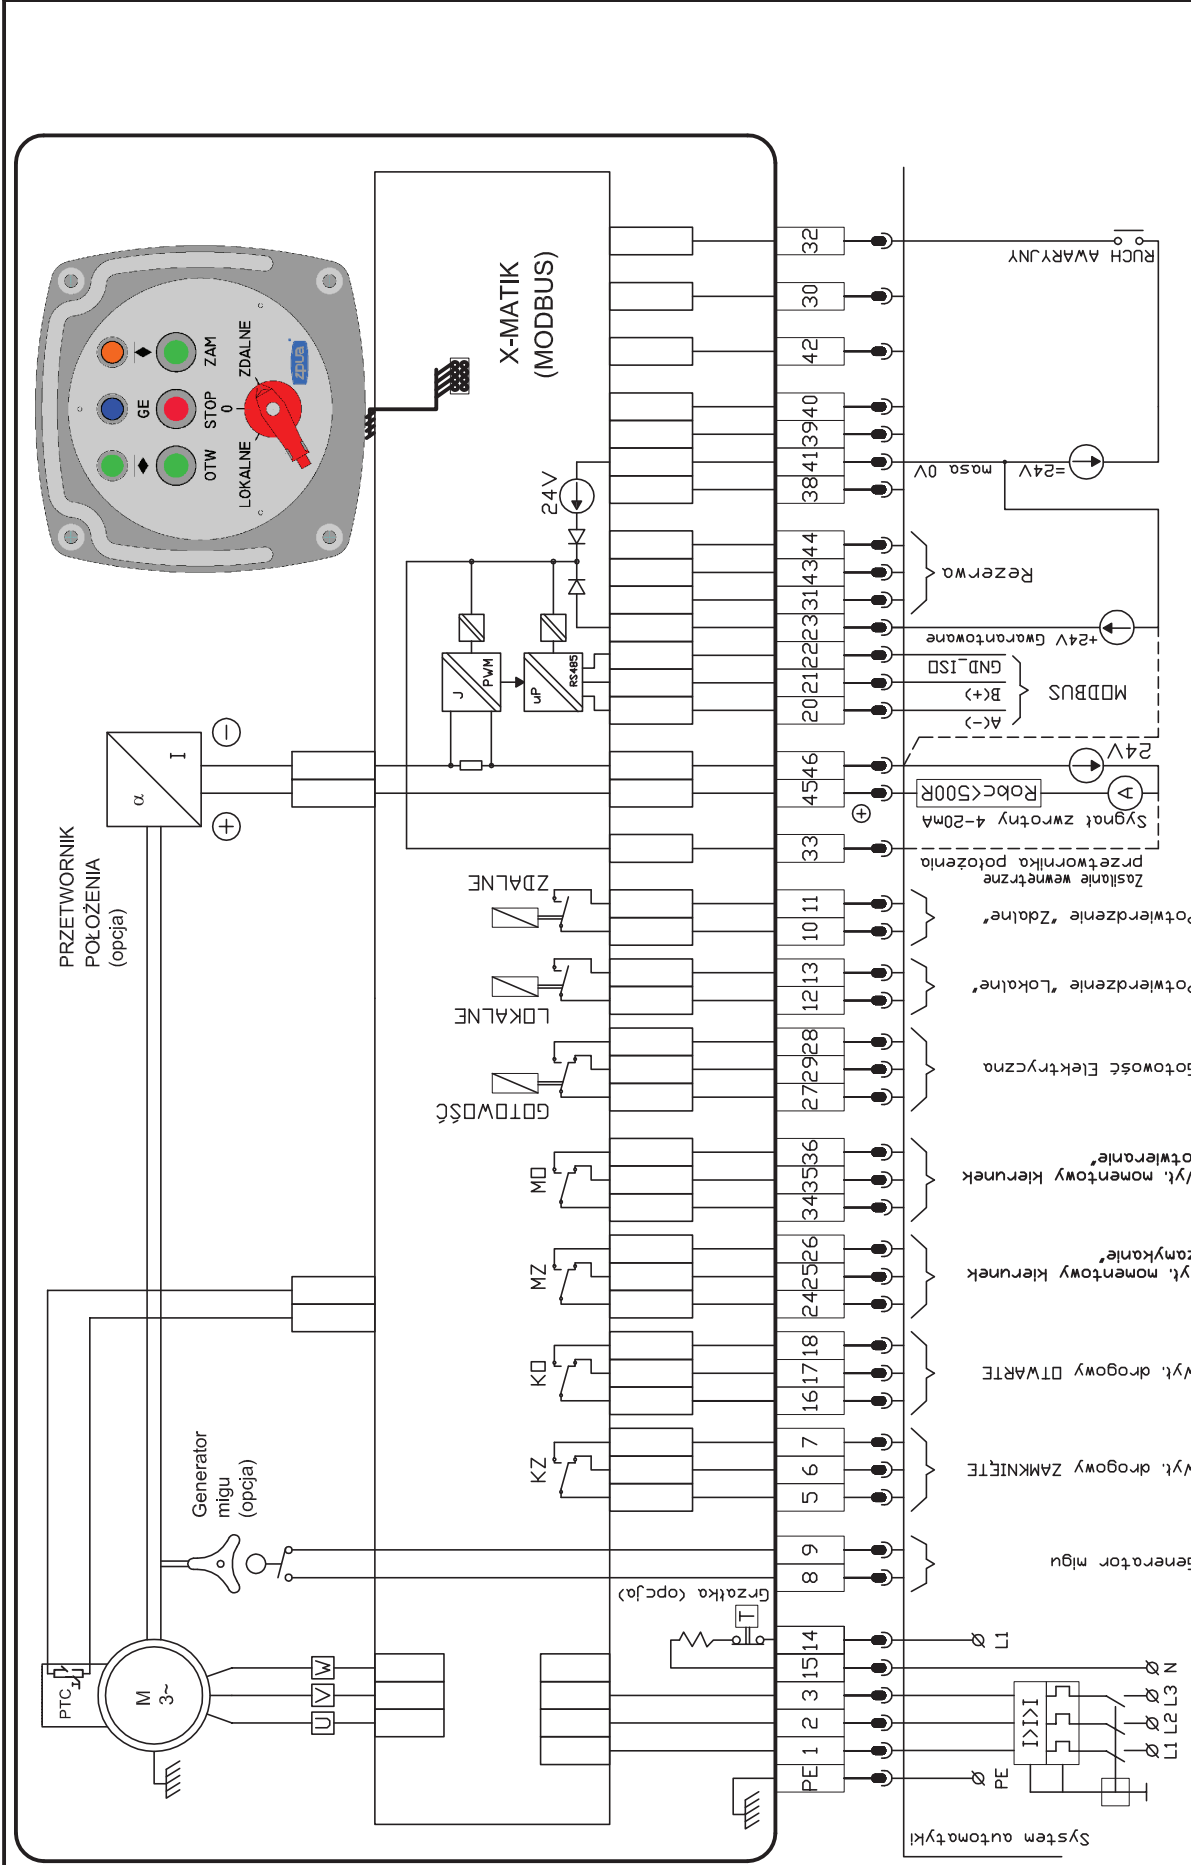 OTW
STOP
ZAM
GE
LOKALNE
0
ZDALNE
zpua
X-MATIK
(MODBUS)
24V
J
PWM
uP
RS485
α
I
PRZETWORNIK
POŁOŻENIA
(opcja)
ZDALNE
LOKALNE
GOTOWOŚĆ
MO
MZ
KO
KZ
Generator
migu
(opcja)
PTC
M
3~
U
V
W
Grzałka (opcja)
T
32
30
42
40
39
41
38
44
43
31
23
22
21
20
46
45
33
11
10
13
12
28
29
27
36
35
34
26
25
24
18
17
16
7
6
5
9
8
14
15
3
2
1
PE
RUCH AWARYJNY
masa 0V
=24V
Rezerwa
+24V Gwarantowane
GND_ISO
B(+)
A(-)
MODBUS
24V
Robc<500R
A
Sygnał zwrotny 4-20mA
Zasilanie wewnętrzne
przetwornika położenia
Potwierdzenie "Zdalne"
Potwierdzenie "Lokalne"
Gotowość Elektryczna
Wył. momentowy kierunek
otwieranie"
Wył. momentowy kierunek
zamykanie"
Wył. drogowy OTWARTE
Wył. drogowy ZAMKNIĘTE
Generator migu
L1
N
L3
L2
L1
I>I>I
PE
System automatyki